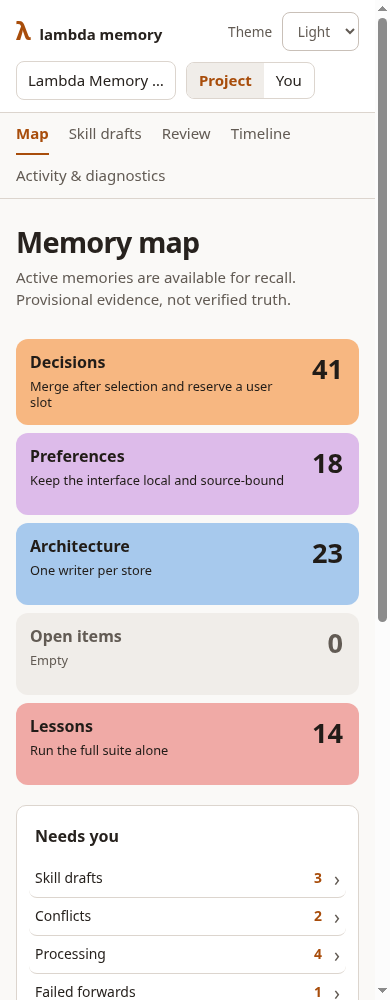 λ lambda memory
Theme Light
Lambda Memory ...
Project You
Map Skill drafts Review Timeline
Activity & diagnostics
Memory map
Active memories are available for recall.
Provisional evidence, not verified truth.
Decisions 41
Merge after selection and reserve a user
slot
Preferences 18
Keep the interface local and source-bound
Architecture 23
One writer per store
Open items 0
Empty
Lessons 14
Run the full suite alone
Needs you
Skill drafts 3 ›
Conflicts 2 ›
Processing 4 ›
Failed forwards 1 ›